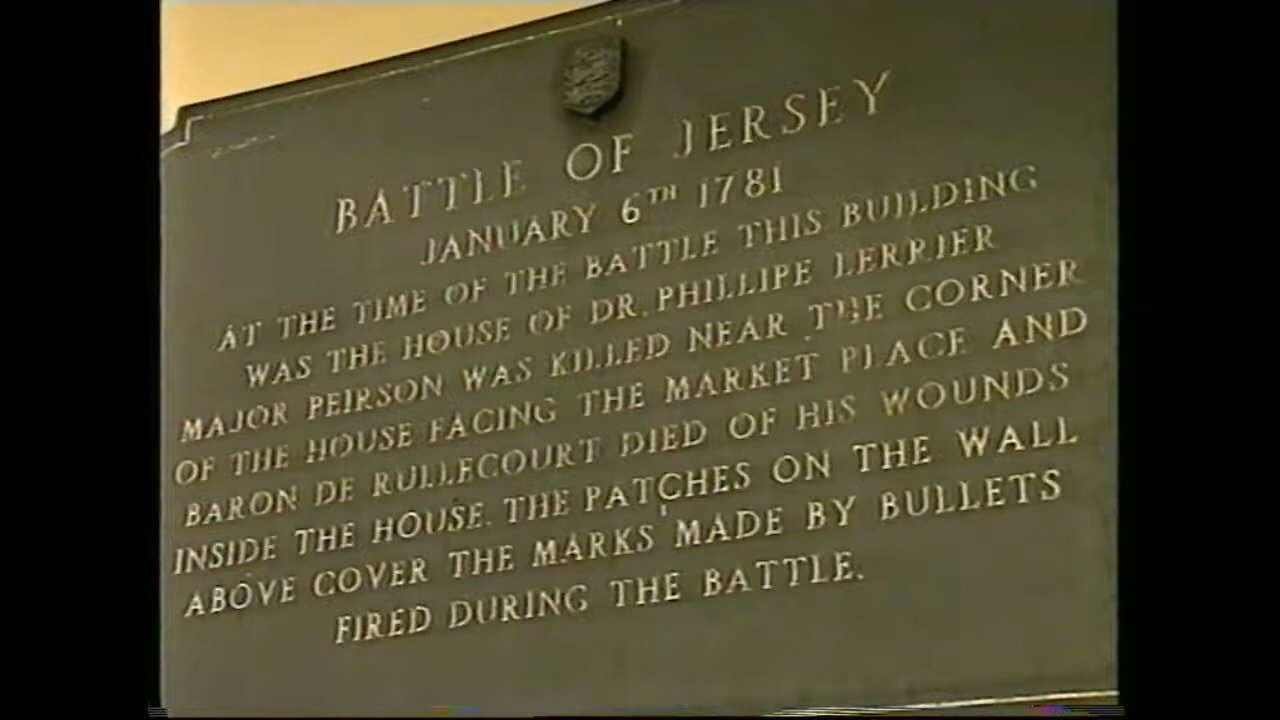 BATTLE OF JERSEY
JANUARY 6TH 1781
AT THE TIME OF THE BATTLE THIS BUILDING
WAS THE HOUSE OF DR. PHILLIPE LERRIER
MAJOR PEIRSON WAS KILLED NEAR THE CORNER
OF THE HOUSE FACING THE MARKET PLACE AND
BARON DE RULLECOURT DIED OF HIS WOUNDS
INSIDE THE HOUSE. THE PATCHES ON THE WALL
ABOVE COVER THE MARKS MADE BY BULLETS
FIRED DURING THE BATTLE.